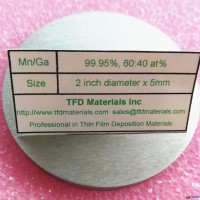 Mn/Ga 99.95%, 60:40 at%
Size 2 inch diameter x 5mm
TFD Materials Inc
http://www.tfdmaterials.com sales@tfdmaterials.com
Professional in Thin Film Deposition Materials